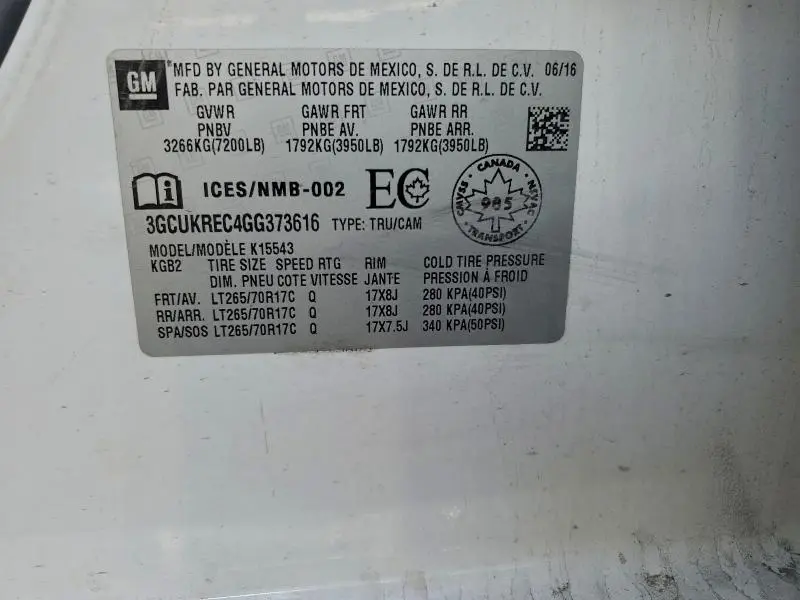 GM
MFD BY GENERAL MOTORS DE MEXICO, S. DE R.L. DE C.V. 06/16
FAB. PAR GENERAL MOTORS DE MEXICO, S. DE R.L. DE C.V.
GVWR GAWR FRT GAWR RR
PNBV PNBE AV. PNBE ARR.
3266KG(7200LB) 1792KG(3950LB) 1792KG(3950LB)
i ICES/NMB-002 EC
CANADA
CMVSS 985 NSVAC
TRANSPORT
3GCUKREC4GG373616 TYPE: TRU/CAM
MODEL/MODÈLE K15543
KGB2 TIRE SIZE SPEED RTG RIM COLD TIRE PRESSURE
DIM. PNEU COTE VITESSE JANTE PRESSION À FROID
FRT/AV. LT265/70R17C Q 17X8J 280 KPA(40PSI)
RR/ARR. LT265/70R17C Q 17X8J 280 KPA(40PSI)
SPA/SOS LT265/70R17C Q 17X7.5J 340 KPA(50PSI)